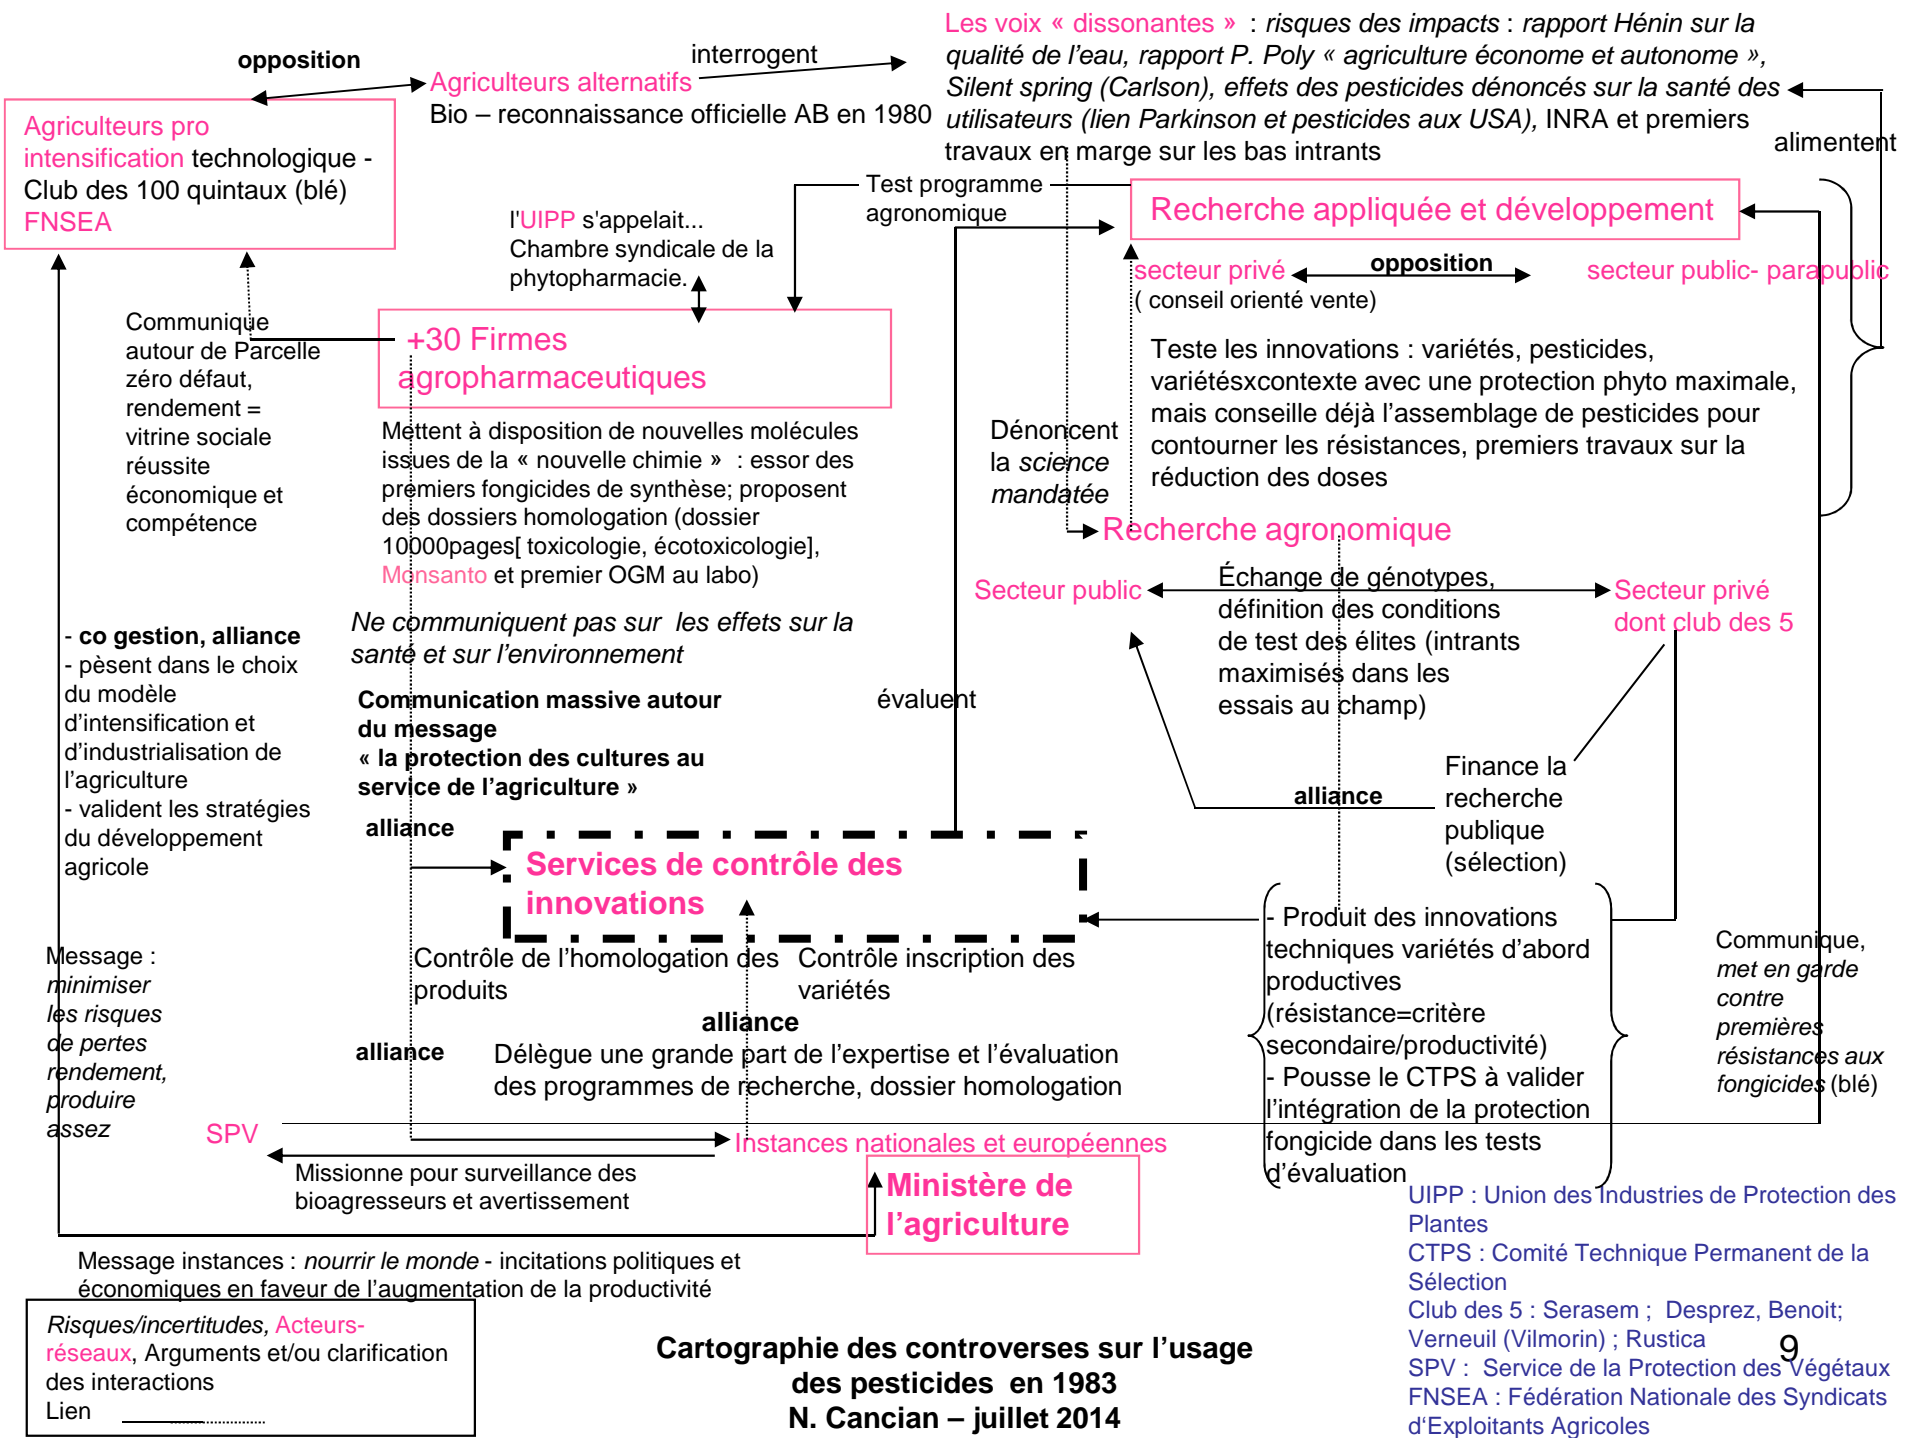 Les voix « dissonantes » : risques des impacts : rapport Hénin sur la
qualité de l’eau, rapport P. Poly « agriculture économe et autonome »,
Silent spring (Carlson), effets des pesticides dénoncés sur la santé des
utilisateurs (lien Parkinson et pesticides aux USA), INRA et premiers
travaux en marge sur les bas intrants
opposition
interrogent
Agriculteurs alternatifs
Bio – reconnaissance officielle AB en 1980
alimentent
Agriculteurs pro
intensification technologique -
Club des 100 quintaux (blé)
FNSEA
Test programme
agronomique
Recherche appliquée et développement
l'UIPP s'appelait...
Chambre syndicale de la
phytopharmacie.
secteur privé
( conseil orienté vente)
opposition
secteur public- parapublic
Communique
autour de Parcelle
zéro défaut,
rendement =
vitrine sociale
réussite
économique et
compétence
+30 Firmes
agropharmaceutiques
Teste les innovations : variétés, pesticides,
variétésxcontexte avec une protection phyto maximale,
mais conseille déjà l’assemblage de pesticides pour
contourner les résistances, premiers travaux sur la
réduction des doses
Mettent à disposition de nouvelles molécules
issues de la « nouvelle chimie » : essor des
premiers fongicides de synthèse; proposent
des dossiers homologation (dossier
10000pages[ toxicologie, écotoxicologie],
Monsanto et premier OGM au labo)
Dénoncent
la science
mandatée
Recherche agronomique
Secteur public
Échange de génotypes,
définition des conditions
de test des élites (intrants
maximisés dans les
essais au champ)
Secteur privé
dont club des 5
Ne communiquent pas sur les effets sur la
santé et sur l’environnement
- co gestion, alliance
- pèsent dans le choix
du modèle
d’intensification et
d’industrialisation de
l’agriculture
- valident les stratégies
du développement
agricole
Communication massive autour
du message
« la protection des cultures au
service de l’agriculture »
évaluent
alliance
Finance la
recherche
publique
(sélection)
alliance
Services de contrôle des
innovations
- Produit des innovations
techniques variétés d’abord
productives
(résistance=critère
secondaire/productivité)
- Pousse le CTPS à valider
l’intégration de la protection
fongicide dans les tests
d’évaluation
Message :
minimiser
les risques
de pertes
rendement,
produire
assez
Contrôle de l’homologation des
produits
Contrôle inscription des
variétés
Communique,
met en garde
contre
premières
résistances aux
fongicides (blé)
alliance
alliance
Délègue une grande part de l’expertise et l’évaluation
des programmes de recherche, dossier homologation
SPV
Instances nationales et européennes
Missionne pour surveillance des
bioagresseurs et avertissement
Ministère de
l’agriculture
Message instances : nourrir le monde - incitations politiques et
économiques en faveur de l’augmentation de la productivité
UIPP : Union des Industries de Protection des
Plantes
CTPS : Comité Technique Permanent de la
Sélection
Club des 5 : Serasem ; Desprez, Benoit;
Verneuil (Vilmorin) ; Rustica
SPV : Service de la Protection des Végétaux
FNSEA : Fédération Nationale des Syndicats
d‘Exploitants Agricoles
9
Risques/incertitudes, Acteurs-
réseaux, Arguments et/ou clarification
des interactions
Lien
Cartographie des controverses sur l’usage
des pesticides en 1983
N. Cancian – juillet 2014